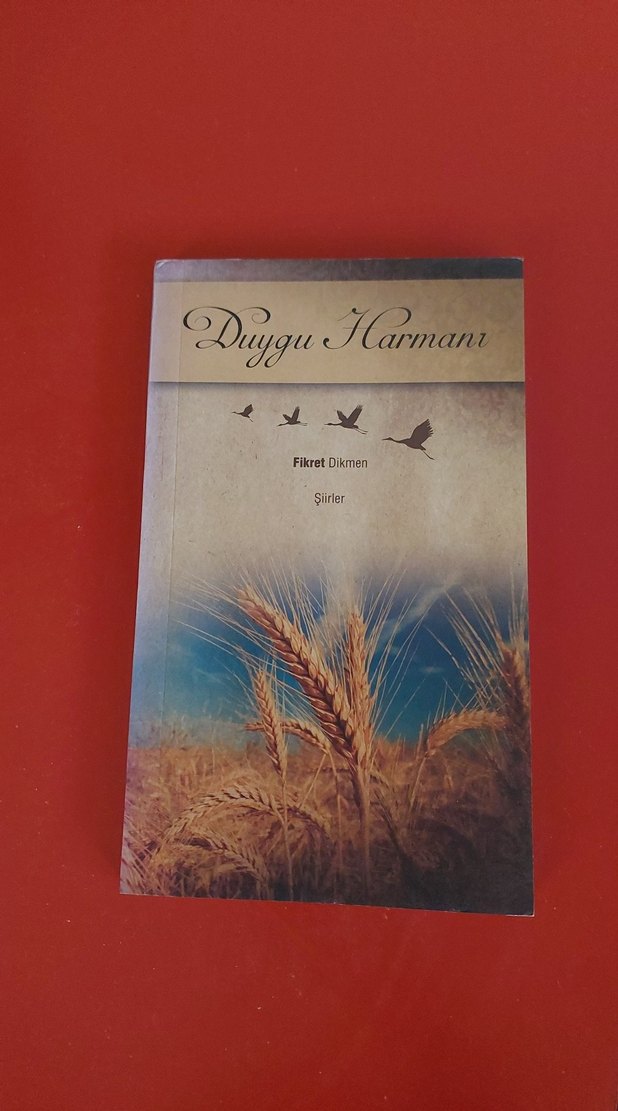 Duygu Harmanı
Fikret Dikmen
Şiirler